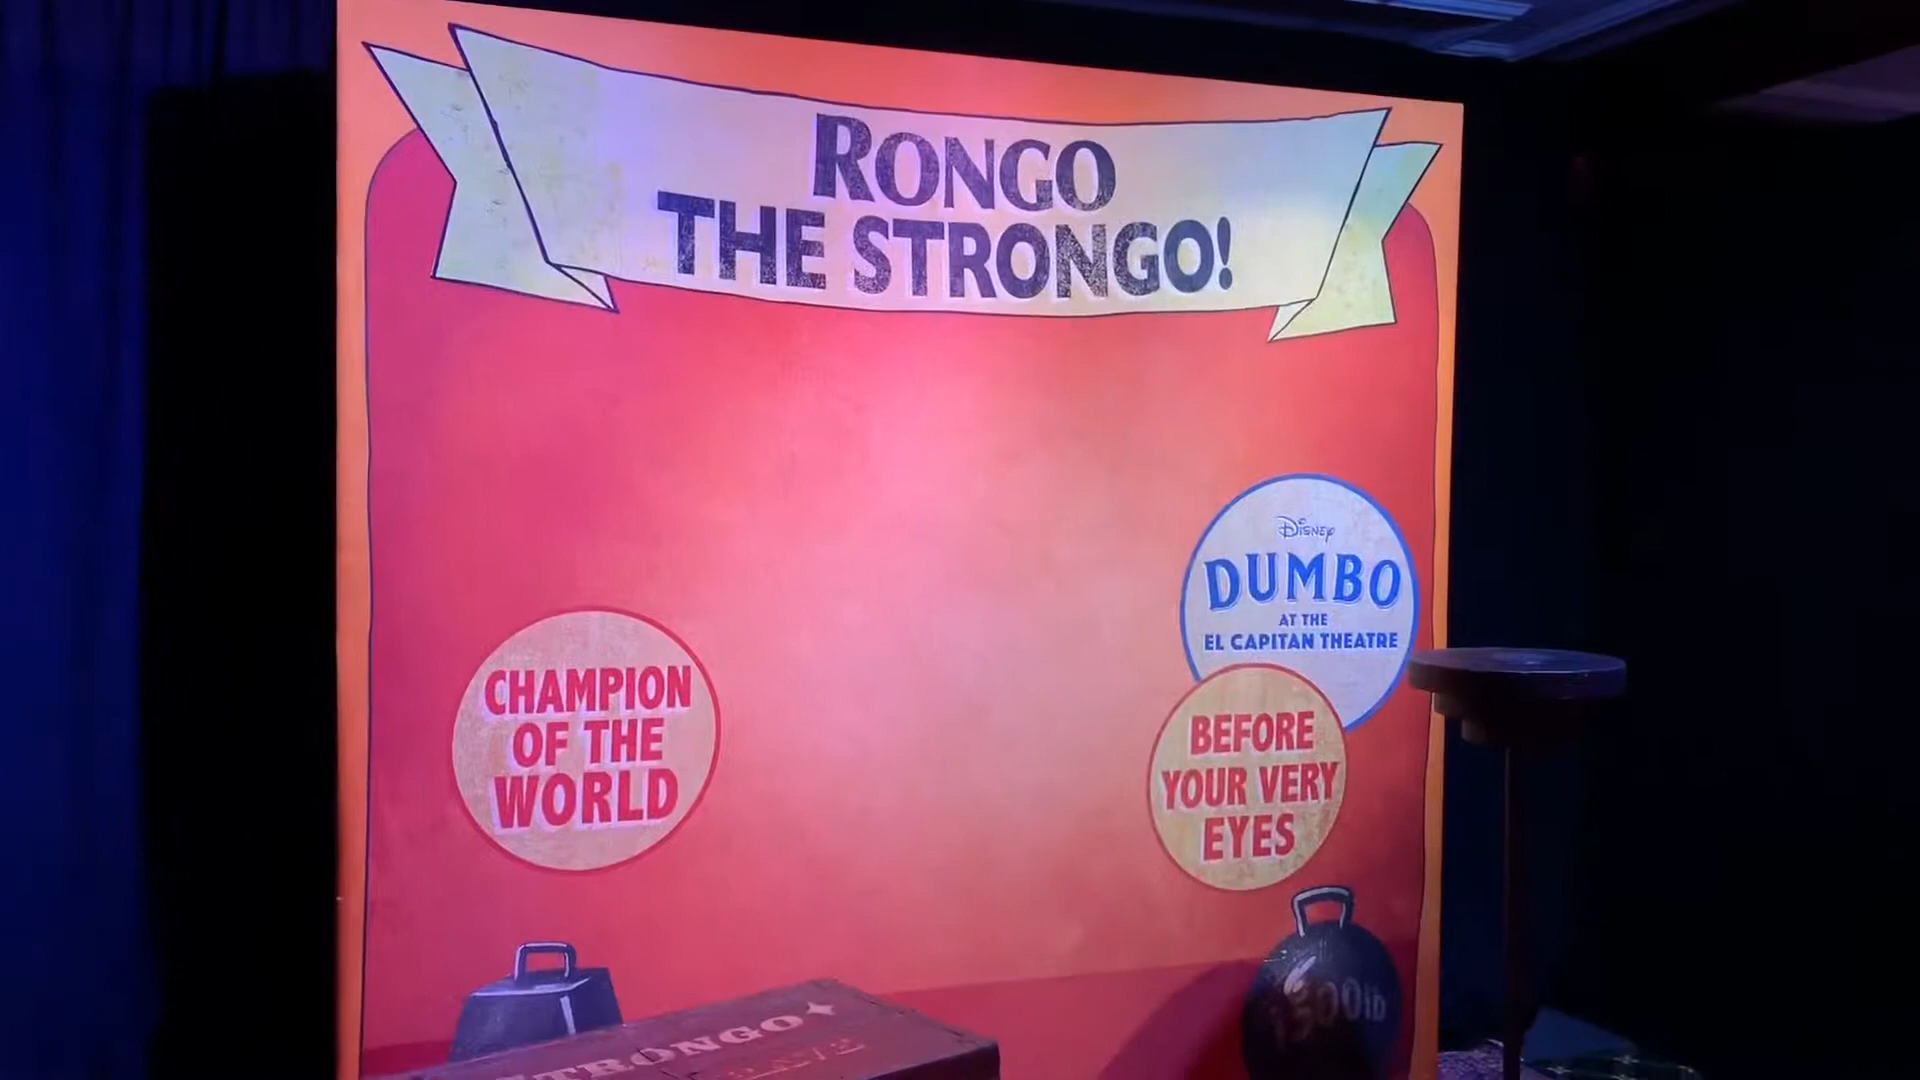 RONGO
THE STRONGO!
DISNEY
DUMBO
AT THE
EL CAPITAN THEATRE
CHAMPION
OF THE
WORLD
BEFORE
YOUR VERY
EYES
1500lb
STRONGO